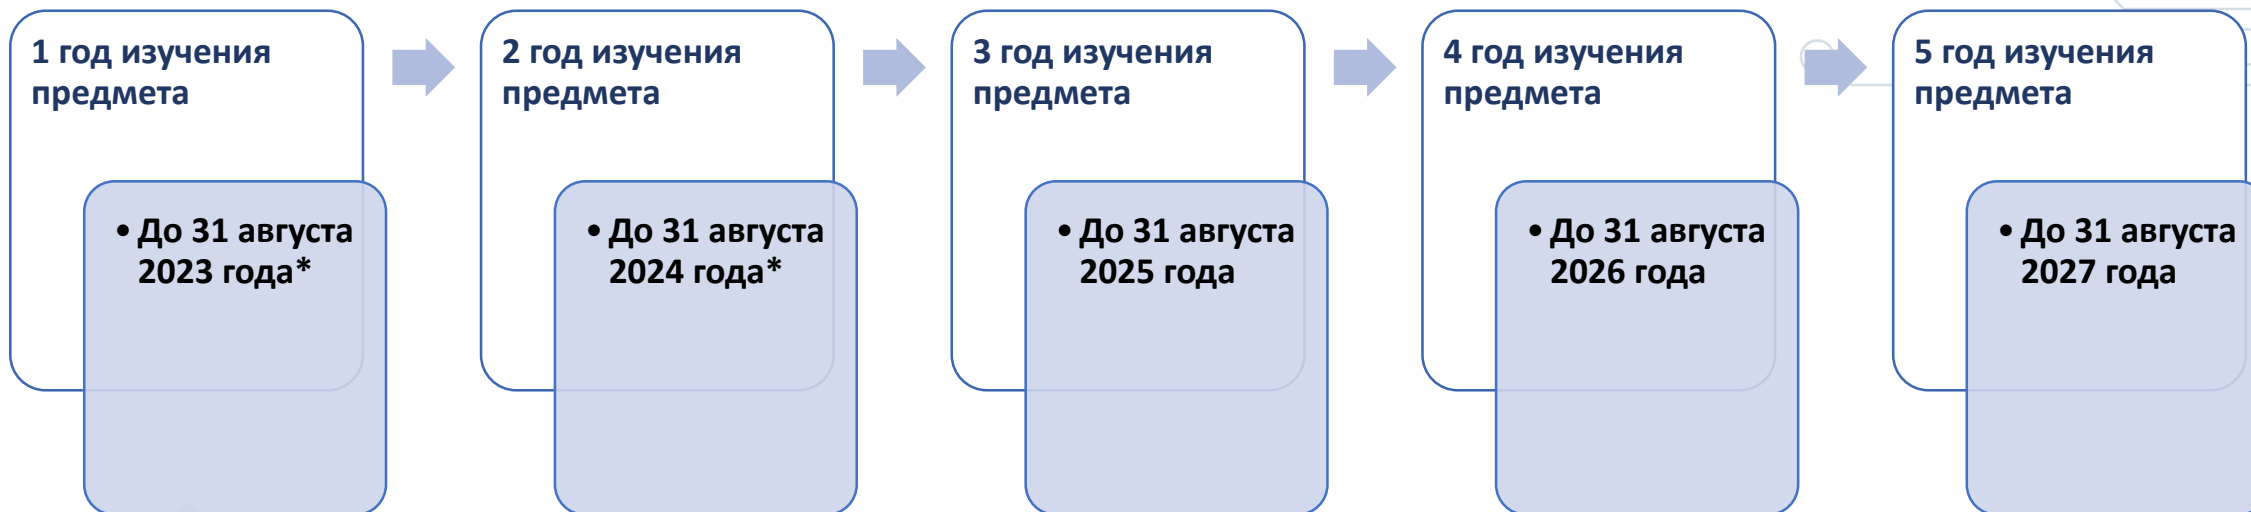 1 год изучения
предмета
• До 31 августа
2023 года*
2 год изучения
предмета
• До 31 августа
2024 года*
3 год изучения
предмета
• До 31 августа
2025 года
4 год изучения
предмета
• До 31 августа
2026 года
5 год изучения
предмета
• До 31 августа
2027 года